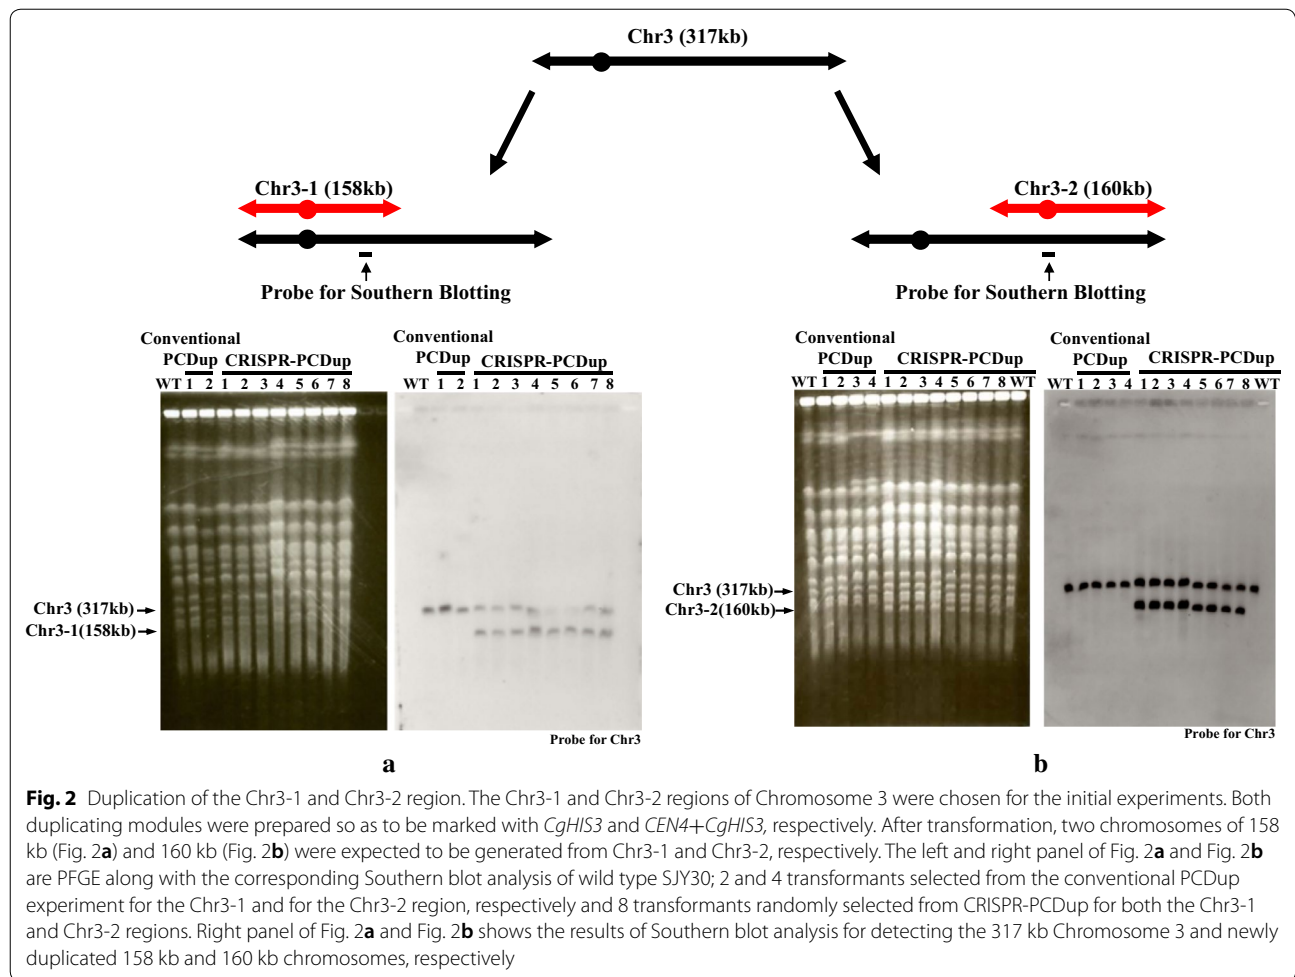 Chr3 (317kb)
Chr3-1 (158kb)
Chr3-2 (160kb)
Probe for Southern Blotting
Probe for Southern Blotting
Conventional
PCDup
CRISPR-PCDup
WT 1 2 1 2 3 4 5 6 7 8
Conventional
PCDup
CRISPR-PCDup
WT 1 2 1 2 3 4 5 6 7 8
Chr3 (317kb)
Chr3-1(158kb)
Probe for Chr3
a
Conventional
PCDup
CRISPR-PCDup
WT 1 2 3 4 1 2 3 4 5 6 7 8 WT
Conventional
PCDup
CRISPR-PCDup
WT 1 2 3 4 1 2 3 4 5 6 7 8 WT
Chr3 (317kb)
Chr3-2(160kb)
Probe for Chr3
b
Fig. 2 Duplication of the Chr3-1 and Chr3-2 region. The Chr3-1 and Chr3-2 regions of Chromosome 3 were chosen for the initial experiments. Both
duplicating modules were prepared so as to be marked with CgHIS3 and CEN4+CgHIS3, respectively. After transformation, two chromosomes of 158
kb (Fig. 2a) and 160 kb (Fig. 2b) were expected to be generated from Chr3-1 and Chr3-2, respectively. The left and right panel of Fig. 2a and Fig. 2b
are PFGE along with the corresponding Southern blot analysis of wild type SJY30; 2 and 4 transformants selected from the conventional PCDup
experiment for the Chr3-1 and for the Chr3-2 region, respectively and 8 transformants randomly selected from CRISPR-PCDup for both the Chr3-1
and Chr3-2 regions. Right panel of Fig. 2a and Fig. 2b shows the results of Southern blot analysis for detecting the 317 kb Chromosome 3 and newly
duplicated 158 kb and 160 kb chromosomes, respectively